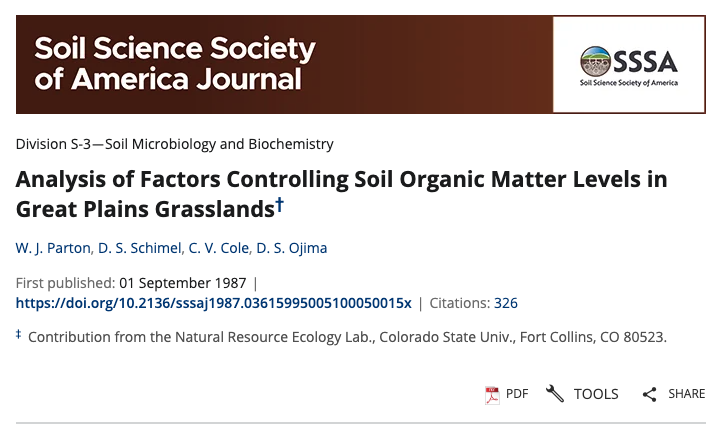 Soil Science Society
of America Journal
SSSA
Soil Science Society of America
Division S-3—Soil Microbiology and Biochemistry
Analysis of Factors Controlling Soil Organic Matter Levels in
Great Plains Grasslands†
W. J. Parton, D. S. Schimel, C. V. Cole, D. S. Ojima
First published: 01 September 1987 |
https://doi.org/10.2136/sssaj1987.03615995005100050015x | Citations: 326
‡ Contribution from the Natural Resource Ecology Lab., Colorado State Univ., Fort Collins, CO 80523.
PDF TOOLS SHARE